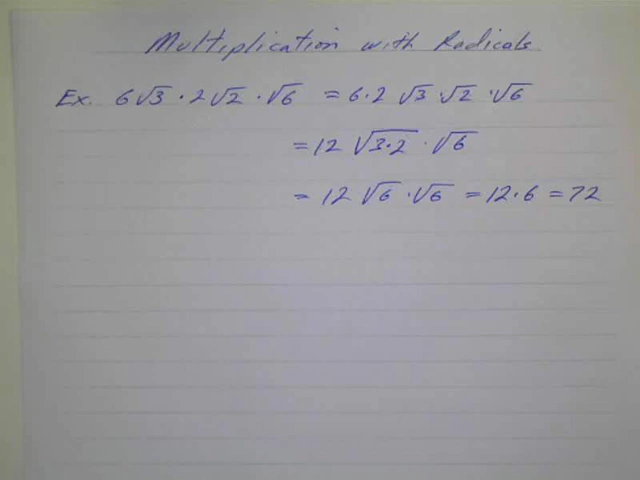 Multiplication with Radicals
Ex. 6√3 · 2√2 · √6 = 6·2 √3 · √2 · √6
= 12 √3·2 · √6
= 12 √6 · √6 = 12·6 = 72